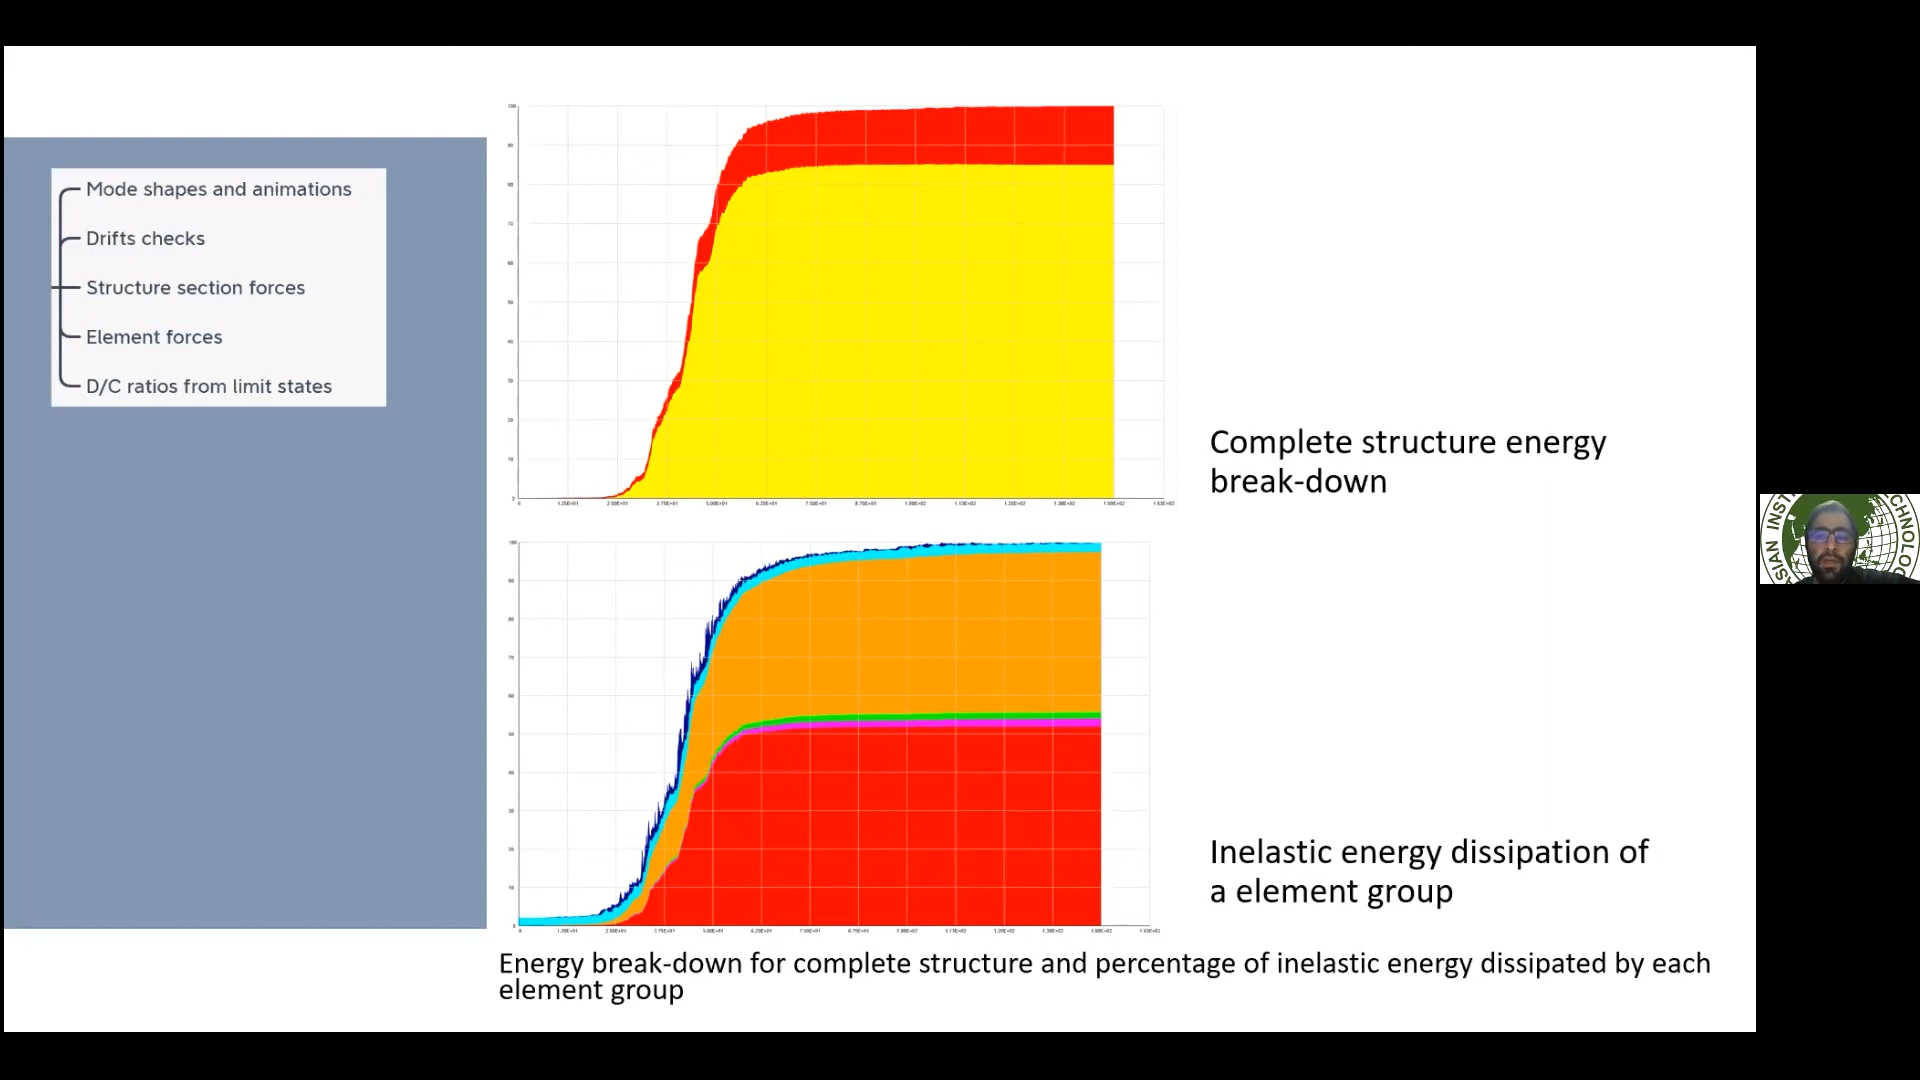 Mode shapes and animations
Drifts checks
Structure section forces
Element forces
D/C ratios from limit states
Complete structure energy
break-down
Inelastic energy dissipation of
a element group
Energy break-down for complete structure and percentage of inelastic energy dissipated by each
element group